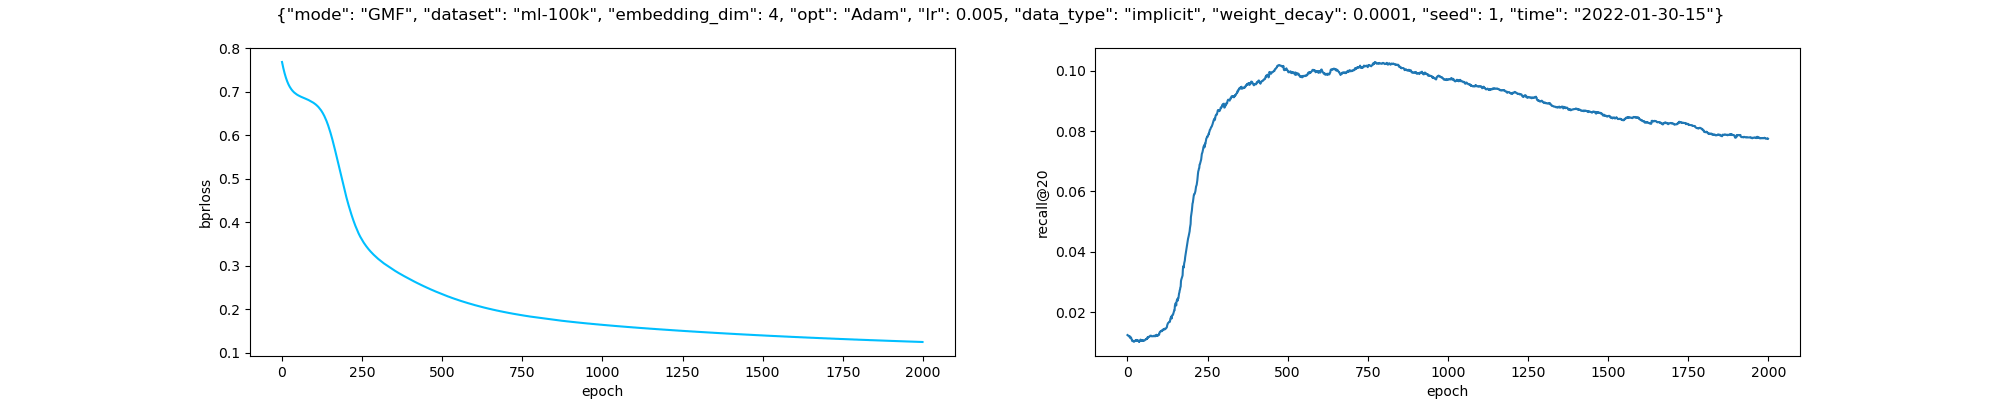 {"mode": "GMF", "dataset": "ml-100k", "embedding_dim": 4, "opt": "Adam", "lr": 0.005, "data_type": "implicit", "weight_decay": 0.0001, "seed": 1, "time": "2022-01-30-15"}
bprloss
0.8
0.7
0.6
0.5
0.4
0.3
0.2
0.1
0 250 500 750 1000 1250 1500 1750 2000
epoch
recall@20
0.10
0.08
0.06
0.04
0.02
0 250 500 750 1000 1250 1500 1750 2000
epoch